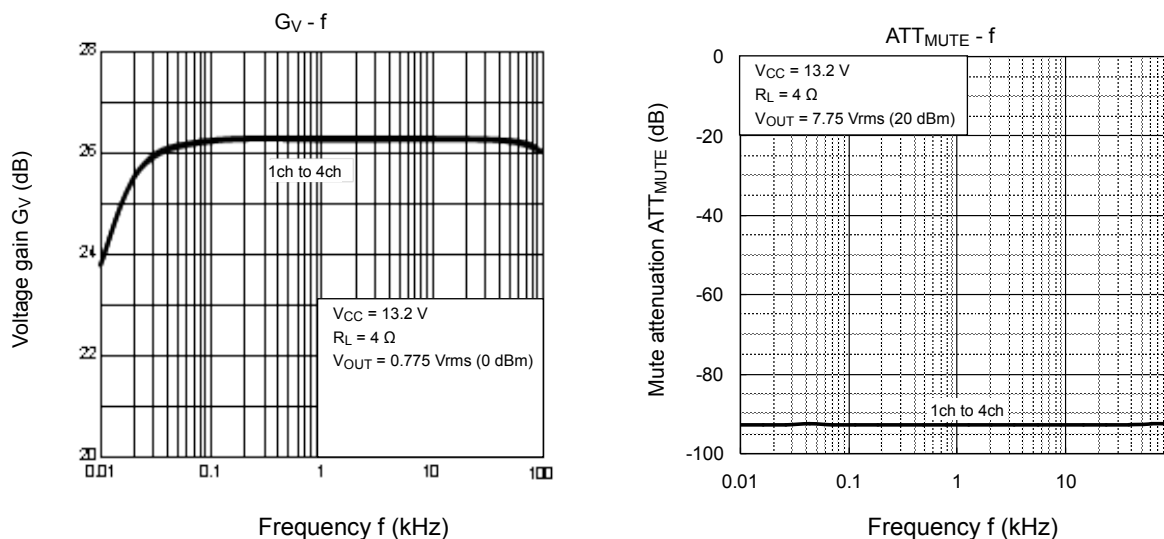 GV - f
28
26
24
22
20
Voltage gain GV (dB)
1ch to 4ch
VCC = 13.2 V
RL = 4 Ω
VOUT = 0.775 Vrms (0 dBm)
0.01
0.1
1
10
100
Frequency f (kHz)
ATTMUTE - f
0
-20
-40
-60
-80
-100
Mute attenuation ATTMUTE (dB)
VCC = 13.2 V
RL = 4 Ω
VOUT = 7.75 Vrms (20 dBm)
1ch to 4ch
0.01
0.1
1
10
Frequency f (kHz)